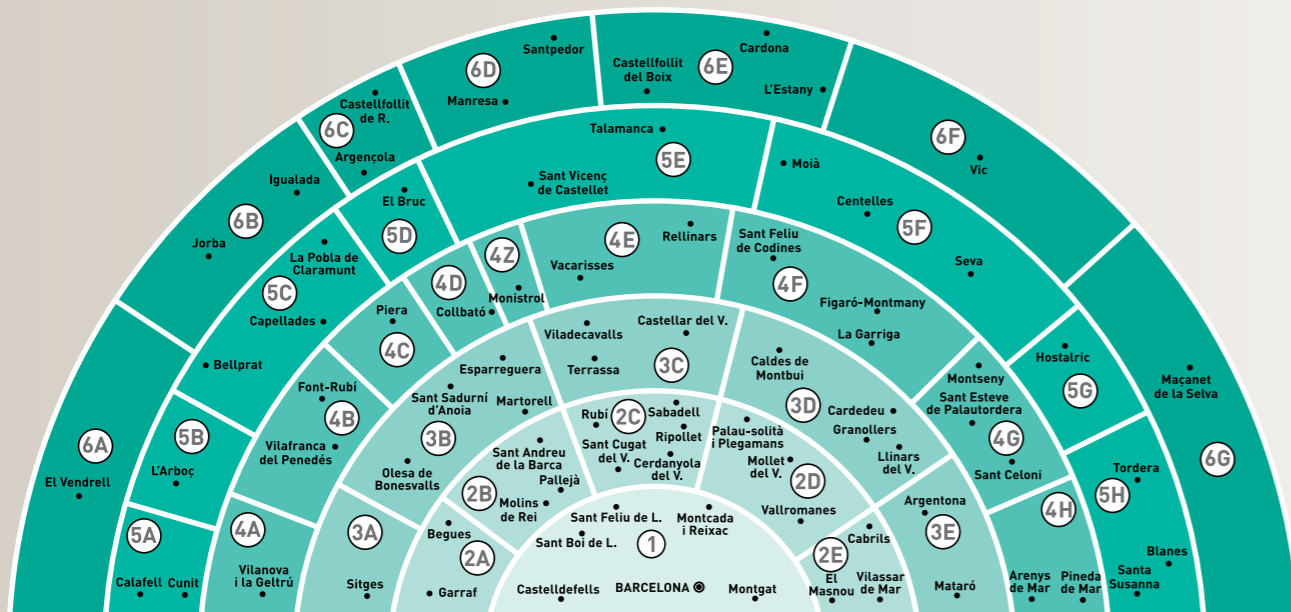 6A
El Vendrell
6B
Jorba
Igualada
6C
Castellfollit
de R.
Argençola
6D
Santpedor
Manresa
6E
Cardona
Castellfollit
del Boix
L'Estany
6F
Vic
6G
Maçanet
de la Selva
5A
Calafell
Cunit
5B
L'Arboç
5C
La Pobla de
Claramunt
Capellades
Bellprat
5D
El Bruc
5E
Talamanca
Sant Vicenç
de Castellet
5F
Moià
Centelles
Seva
5G
Hostalric
5H
Tordera
Blanes
Santa
Susanna
4A
Vilanova
i la Geltrú
4B
Font-Rubí
Vilafranca
del Penedés
4C
Piera
4D
Collbató
4Z
Monistrol
4E
Rellinars
Vacarisses
4F
Sant Feliu
de Codines
Figaró-Montmany
La Garriga
4G
Montseny
Sant Esteve
de Palautordera
Sant Celoni
4H
Arenys
de Mar
Pineda
de Mar
3A
Sitges
3B
Esparreguera
Sant Sadurní
d'Anoia
Martorell
Olesa de
Bonesvalls
3C
Viladecavalls
Castellar del V.
Terrassa
3D
Caldes de
Montbui
Cardedeu
Granollers
Llinars
del V.
3E
Argentona
Mataró
2A
Begues
Garraf
2B
Sant Andreu
de la Barca
Pallejà
Molins
de Rei
2C
Rubí
Sabadell
Ripollet
Sant Cugat
del V.
Cerdanyola
del V.
2D
Palau-solità
i Plegamans
Mollet
del V.
Vallromanes
2E
Cabrils
El
Masnou
Vilassar
de Mar
1
Sant Feliu de L.
Montcada
i Reixac
Sant Boi de L.
Castelldefells
BARCELONA
Montgat